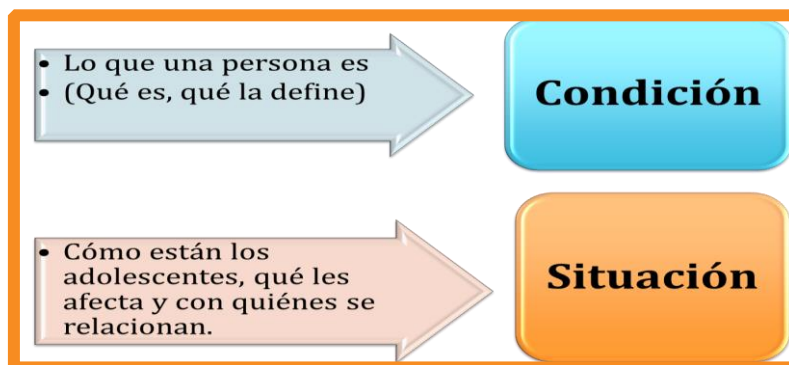 • Lo que una persona es
• (Qué es, qué la define)
Condición
• Cómo están los
adolescentes, qué les
afecta y con quiénes se
relacionan.
Situación